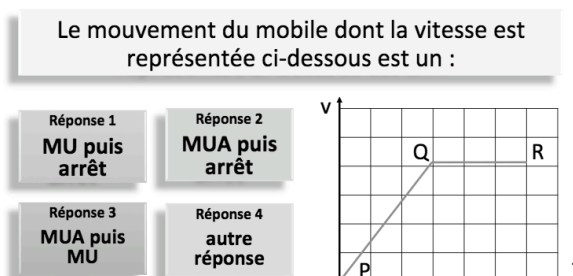 Le mouvement du mobile dont la vitesse est
représentée ci-dessous est un :
Réponse 1
MU puis
arrêt
Réponse 2
MUA puis
arrêt
Réponse 3
MUA puis
MU
Réponse 4
autre
réponse
V
Q
R
P